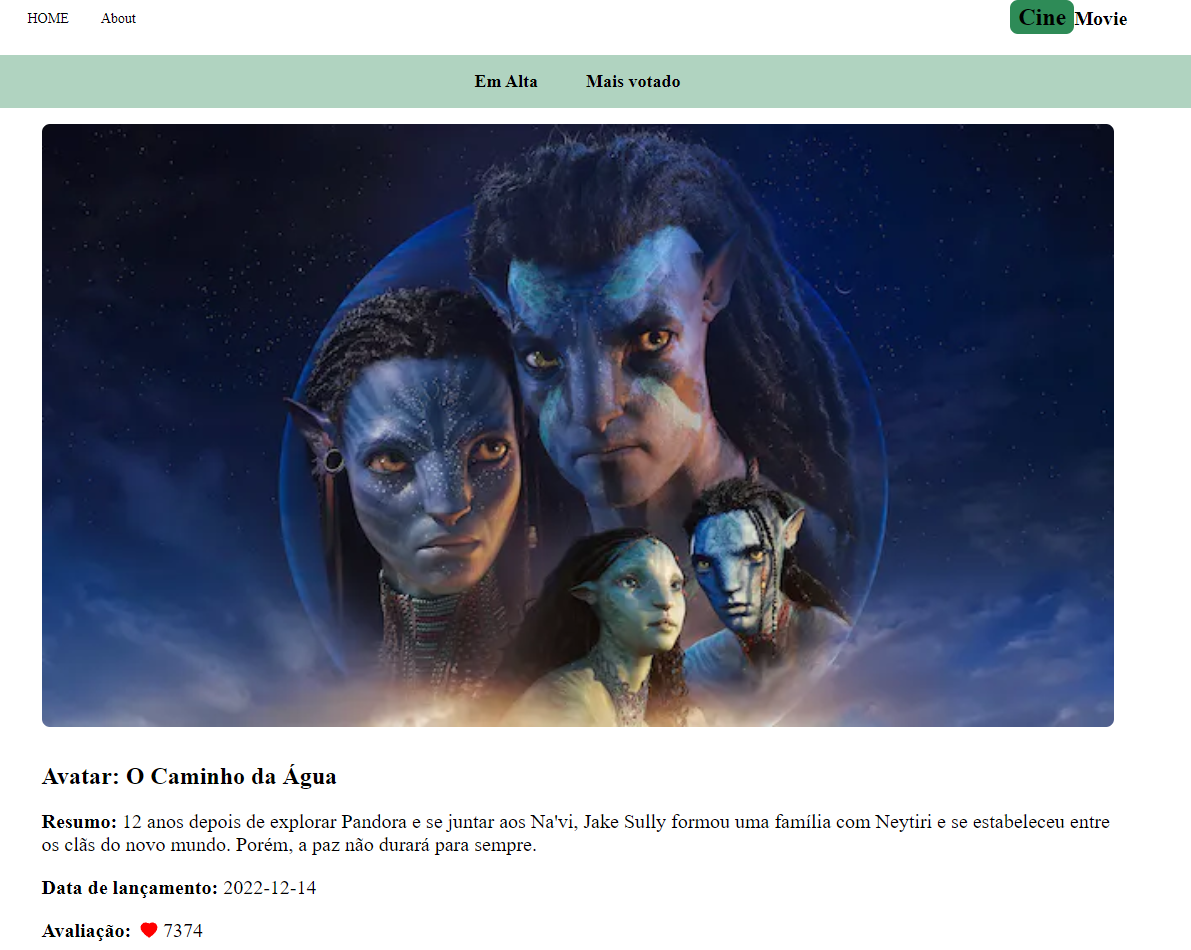 HOME About Cine Movie
Em Alta Mais votado
Avatar: O Caminho da Água
Resumo: 12 anos depois de explorar Pandora e se juntar aos Na'vi, Jake Sully formou uma família com Neytiri e se estabeleceu entre
os clãs do novo mundo. Porém, a paz não durará para sempre.
Data de lançamento: 2022-12-14
Avaliação: ❤ 7374